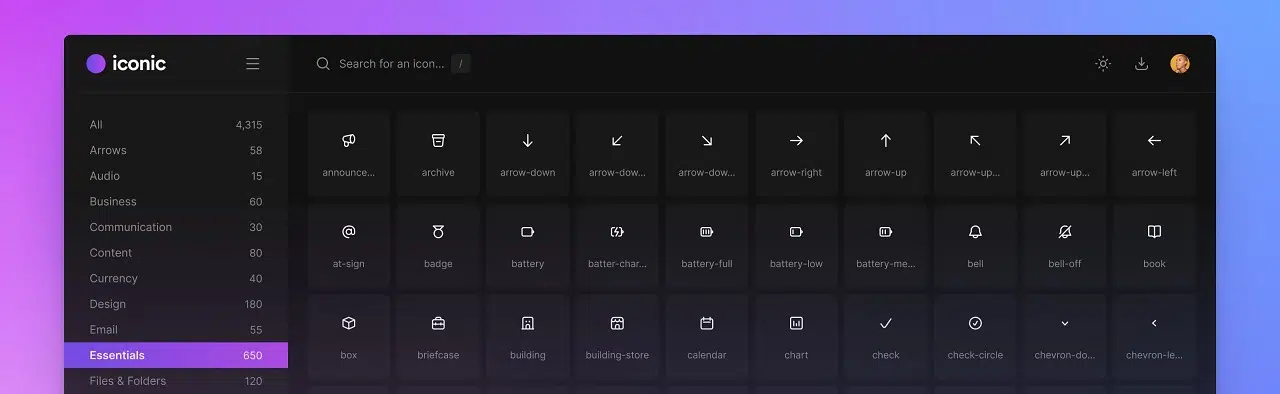 iconic
Search for an icon... /
All 4,315
Arrows 58
Audio 15
Business 60
Communication 30
Content 80
Currency 40
Design 180
Email 55
Essentials 650
Files & Folders 120
announce... archive arrow-down arrow-dow... arrow-dow... arrow-right arrow-up arrow-up... arrow-up... arrow-left
at-sign badge battery batter-char... battery-full battery-low battery-me... bell bell-off book
box briefcase building building-store calendar chart check check-circle chevron-do... chevron-le...